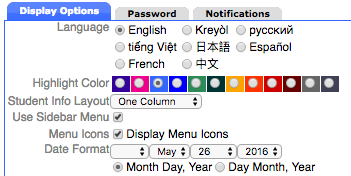 Display Options Password Notifications
Language English Kreyòl русский
tiếng Việt 日本語 Español
French 中文
Highlight Color
Student Info Layout One Column
Use Sidebar Menu
Menu Icons Display Menu Icons
Date Format May 26 2016
Month Day, Year Day Month, Year